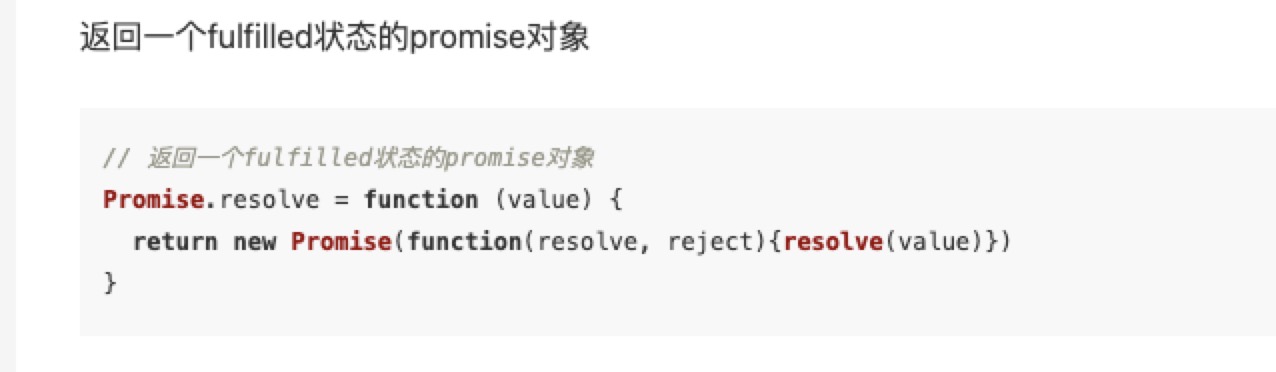 返回一个fulfilled状态的promise对象
// 返回一个fulfilled状态的promise对象
Promise.resolve = function (value) {
  return new Promise(function(resolve, reject){resolve(value)})
}